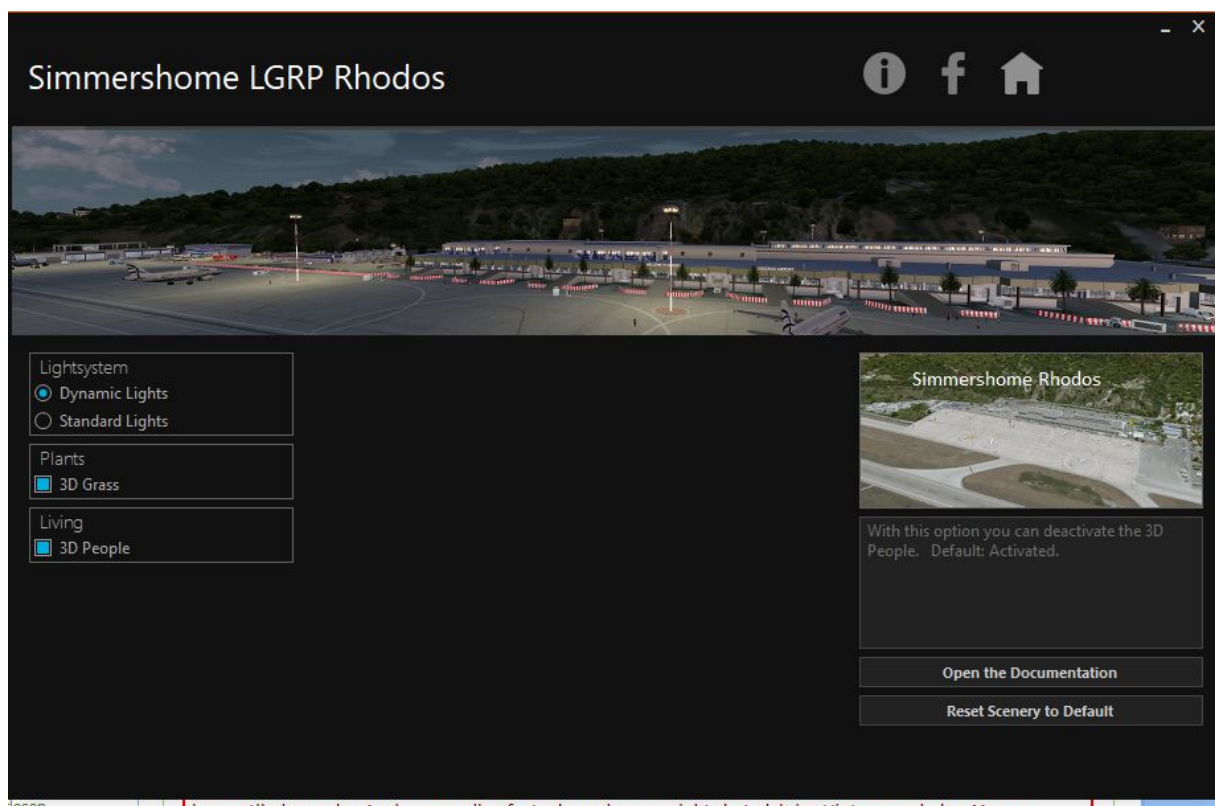 Simmershome LGRP Rhodos
Lightsystem
Dynamic Lights
Standard Lights
Plants
3D Grass
Living
3D People
Simmershome Rhodos
With this option you can deactivate the 3D
People. Default: Activated.
Open the Documentation
Reset Scenery to Default